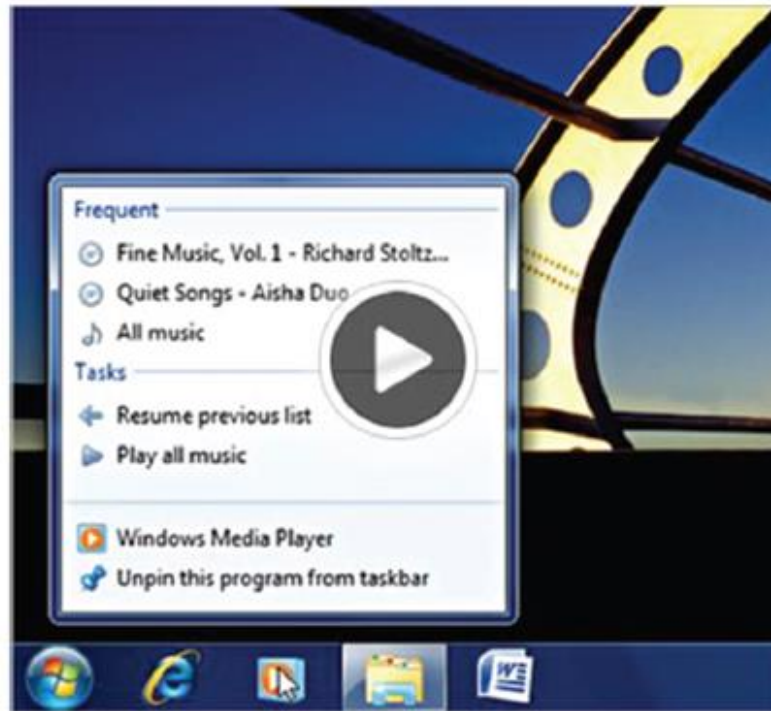 Frequent
Fine Music, Vol. 1 - Richard Stoltz...
Quiet Songs - Aisha Duo
All music
Tasks
Resume previous list
Play all music
Windows Media Player
Unpin this program from taskbar
W